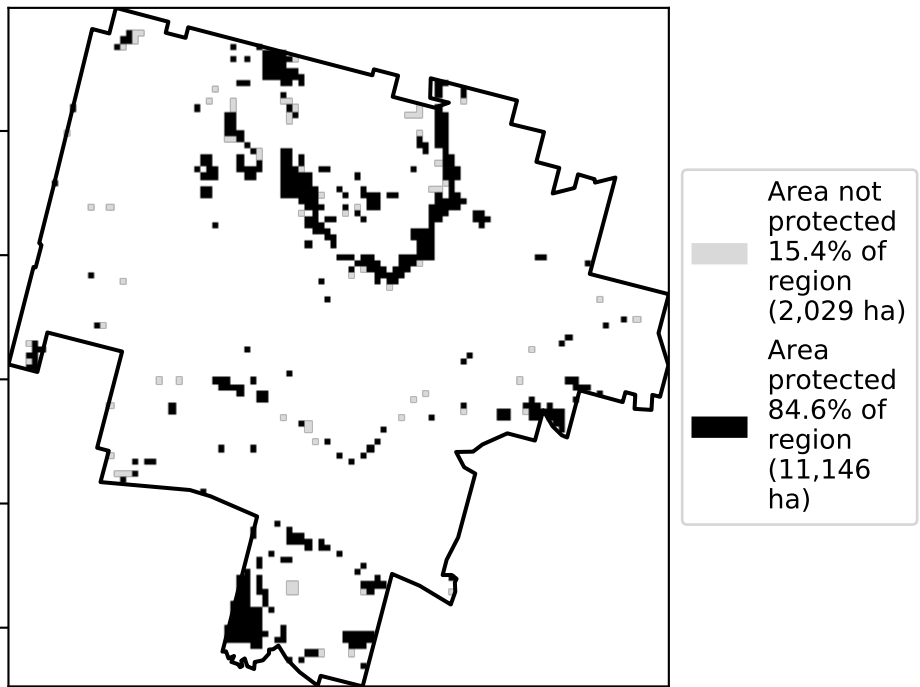 Area not
protected
15.4% of
region
(2,029 ha)
Area
protected
84.6% of
region
(11,146
ha)